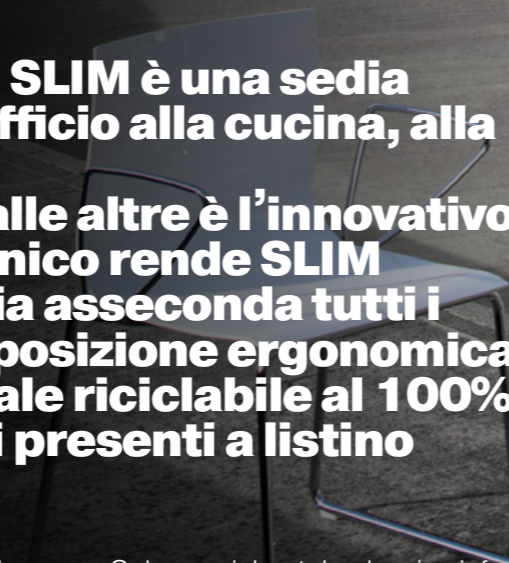 SLIM è una sedia
fficio alla cucina, alla
alle altre è l’innovativo
nico rende SLIM
ia asseconda tutti i
posizione ergonomica
ale riciclabile al 100%
i presenti a listino